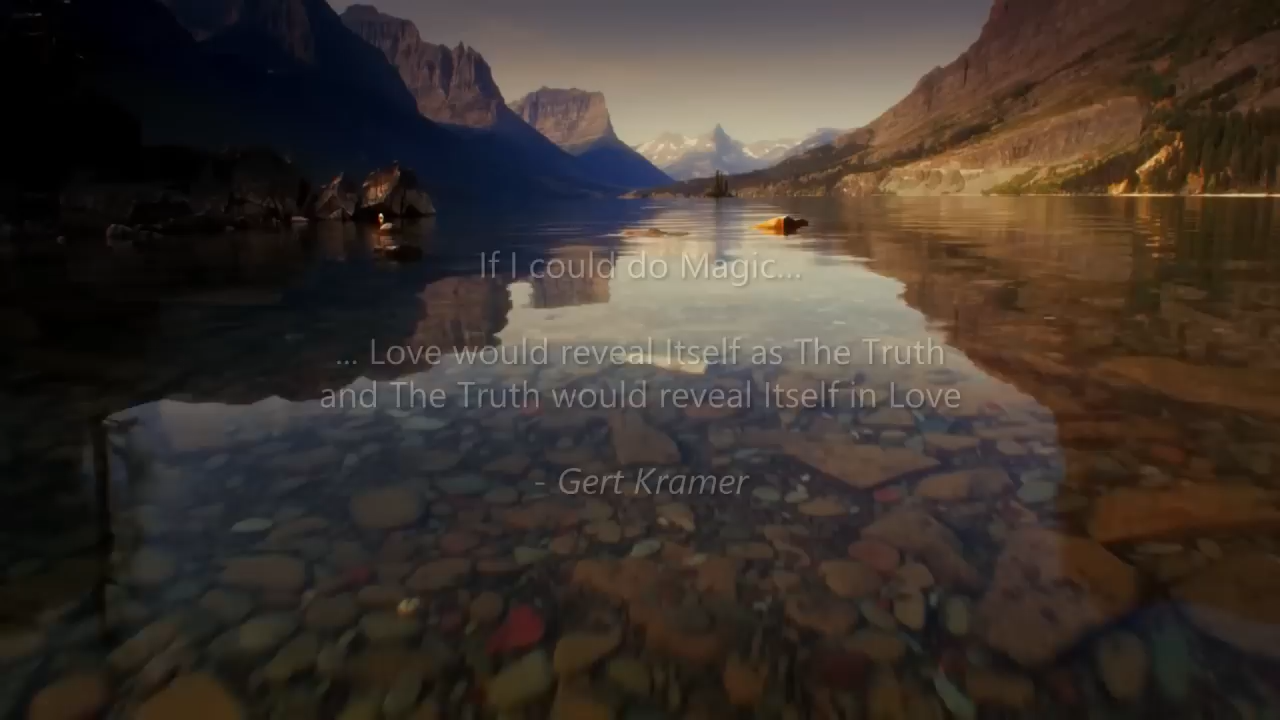 If I could do Magic...
... Love would reveal Itself as The Truth
and The Truth would reveal Itself in Love
- Gert Kramer